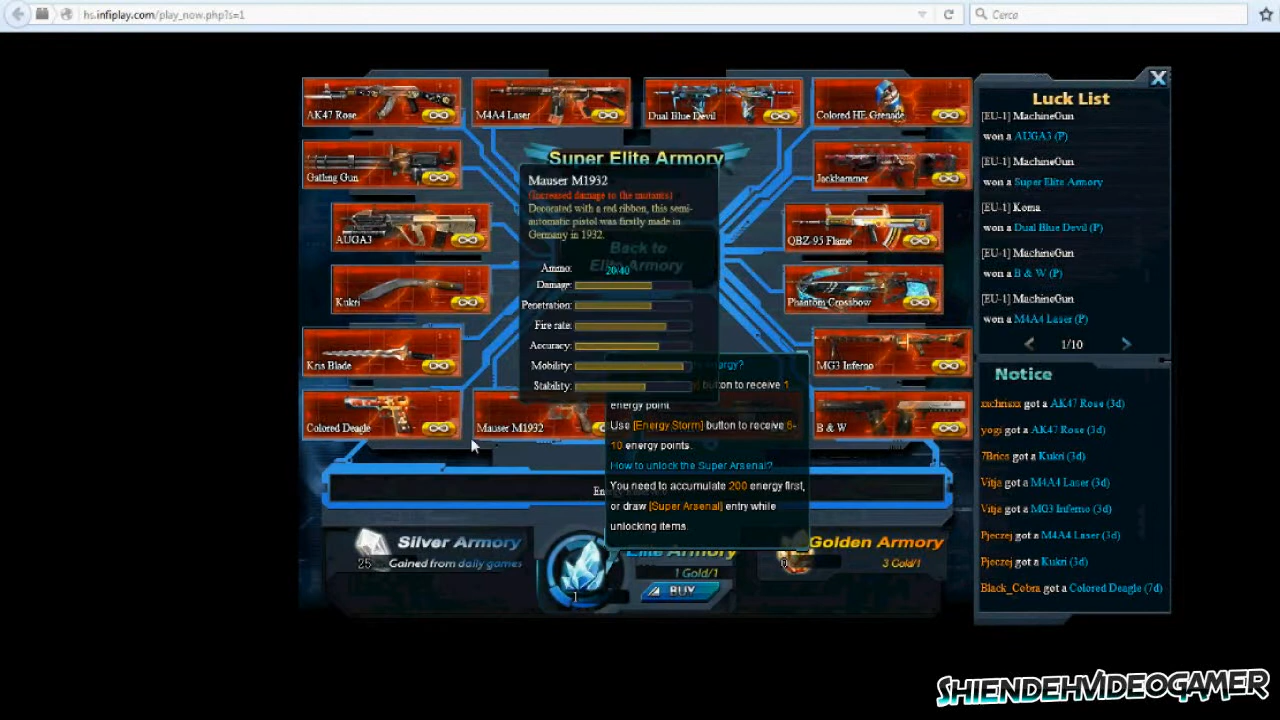 hs.infiplay.com/play_now.php?s=1
Cerca
AK47 Rose
M4A4 Laser
Dual Blue Devil
Colored HE Grenade
Gatling Gun
Jackhammer
AUGA3
QBZ-95 Flame
Kukri
Phantom Crossbow
Kris Blade
MG3 Inferno
Colored Deagle
Mauser M1932
B & W
Super Elite Armory
Mauser M1932
(Increased damage to the mutants)
Decorated with a red ribbon, this semi-
automatic pistol was firstly made in
Germany in 1932.
Back to
Elite Armory
Ammo: 20/40
Damage:
Penetration:
Fire rate:
Accuracy:
Mobility:
Stability:
energy?
button to receive 1
energy point.
Use [Energy Storm] button to receive 6-
10 energy points.
How to unlock the Super Arsenal?
You need to accumulate 200 energy first,
or draw [Super Arsenal] entry while
unlocking items.
Silver Armory
25 Gained from daily games
Elite Armory
1 Gold/1
1
BUY
Golden Armory
0
3 Gold/1
Luck List
[EU-1] MachineGun
won a AUGA3 (P)
[EU-1] MachineGun
won a Super Elite Armory
[EU-1] Koma
won a Dual Blue Devil (P)
[EU-1] MachineGun
won a B & W (P)
[EU-1] MachineGun
won a M4A4 Laser (P)
1/10
Notice
got a AK47 Rose (3d)
yogi got a AK47 Rose (3d)
7Brics got a Kukri (3d)
Vitja got a M4A4 Laser (3d)
Vitja got a MG3 Inferno (3d)
Pjeczej got a M4A4 Laser (3d)
Pjeczej got a Kukri (3d)
Black_Cobra got a Colored Deagle (7d)
SHIENDEHVIDEOGAMER